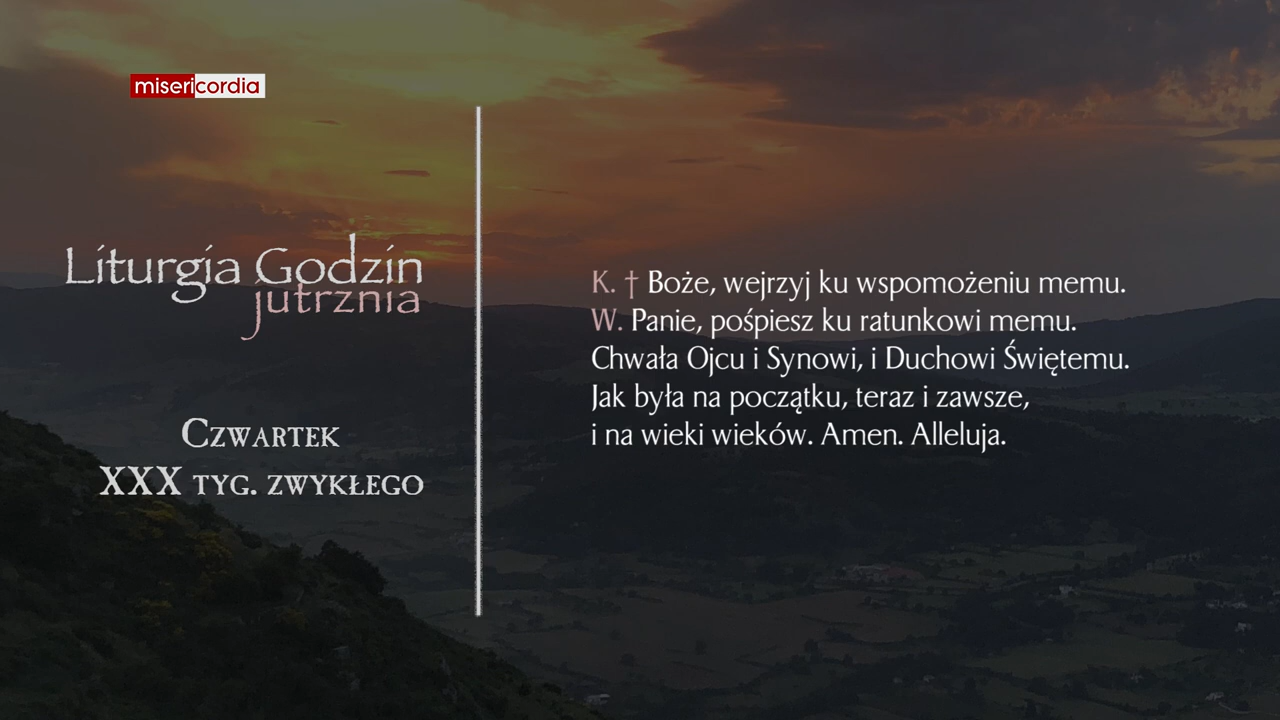 misericordia
Liturgia Godzin
jutrznia
Czwartek
XXX tyg. zwykłego
K. † Boże, wejrzyj ku wspomożeniu memu.
W. Panie, pośpiesz ku ratunkowi memu.
Chwała Ojcu i Synowi, i Duchowi Świętemu.
Jak była na początku, teraz i zawsze,
i na wieki wieków. Amen. Alleluja.